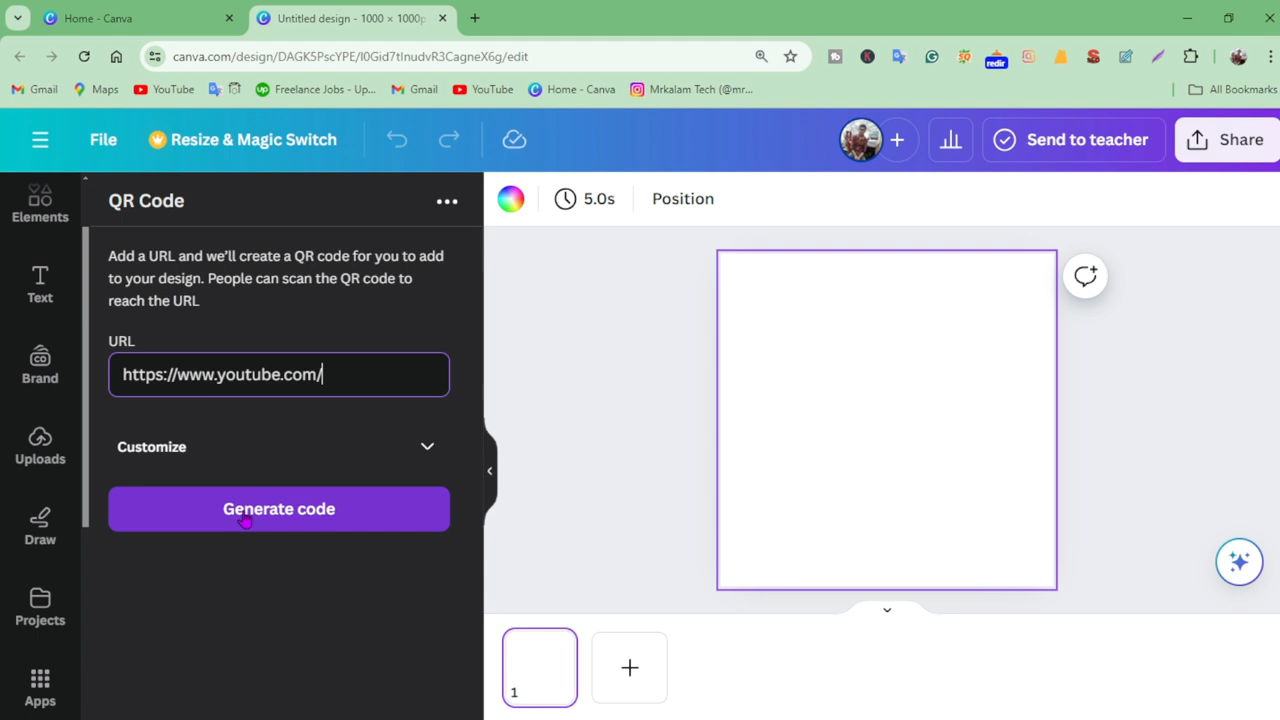 Home - Canva
Untitled design - 1000 × 1000p
canva.com/design/DAGK5PscYPE/I0Gid7tInudvR3CagneX6g/edit
redir
Gmail
Maps
YouTube
Freelance Jobs - Up...
Gmail
YouTube
Home - Canva
Mrkalam Tech (@mr...
All Bookmarks
File
Resize & Magic Switch
Send to teacher
Share
Elements
Text
Brand
Uploads
Draw
Projects
Apps
QR Code
Add a URL and we'll create a QR code for you to add
to your design. People can scan the QR code to
reach the URL
URL
https://www.youtube.com/
Customize
Generate code
5.0s
Position
1